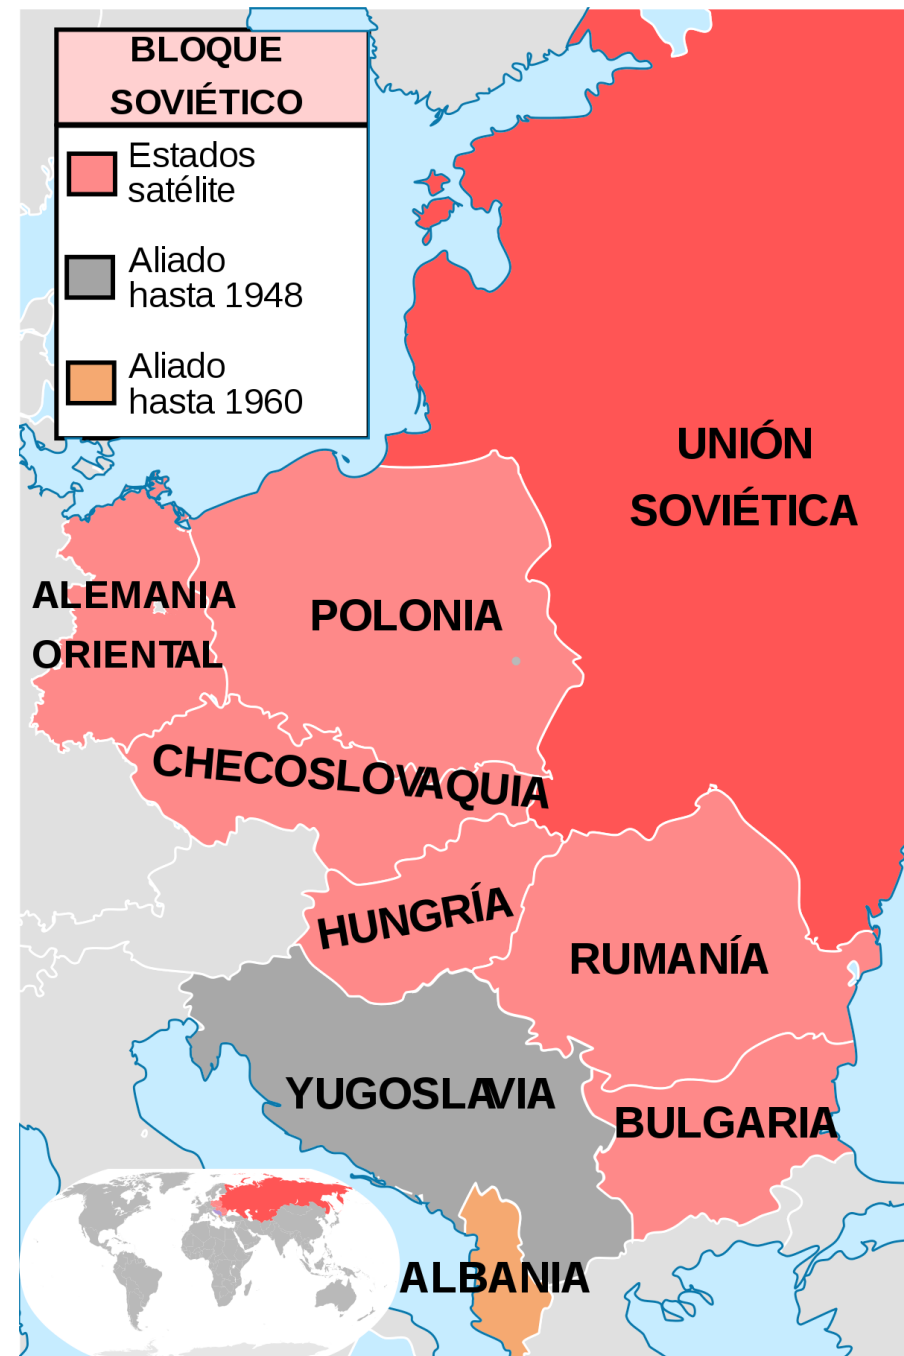 BLOQUE
SOVIÉTICO
Estados
satélite
Aliado
hasta 1948
Aliado
hasta 1960
UNIÓN
SOVIÉTICA
ALEMANIA
ORIENTAL
POLONIA
CHECOSLOVAQUIA
HUNGRÍA
RUMANÍA
YUGOSLAVIA
BULGARIA
ALBANIA